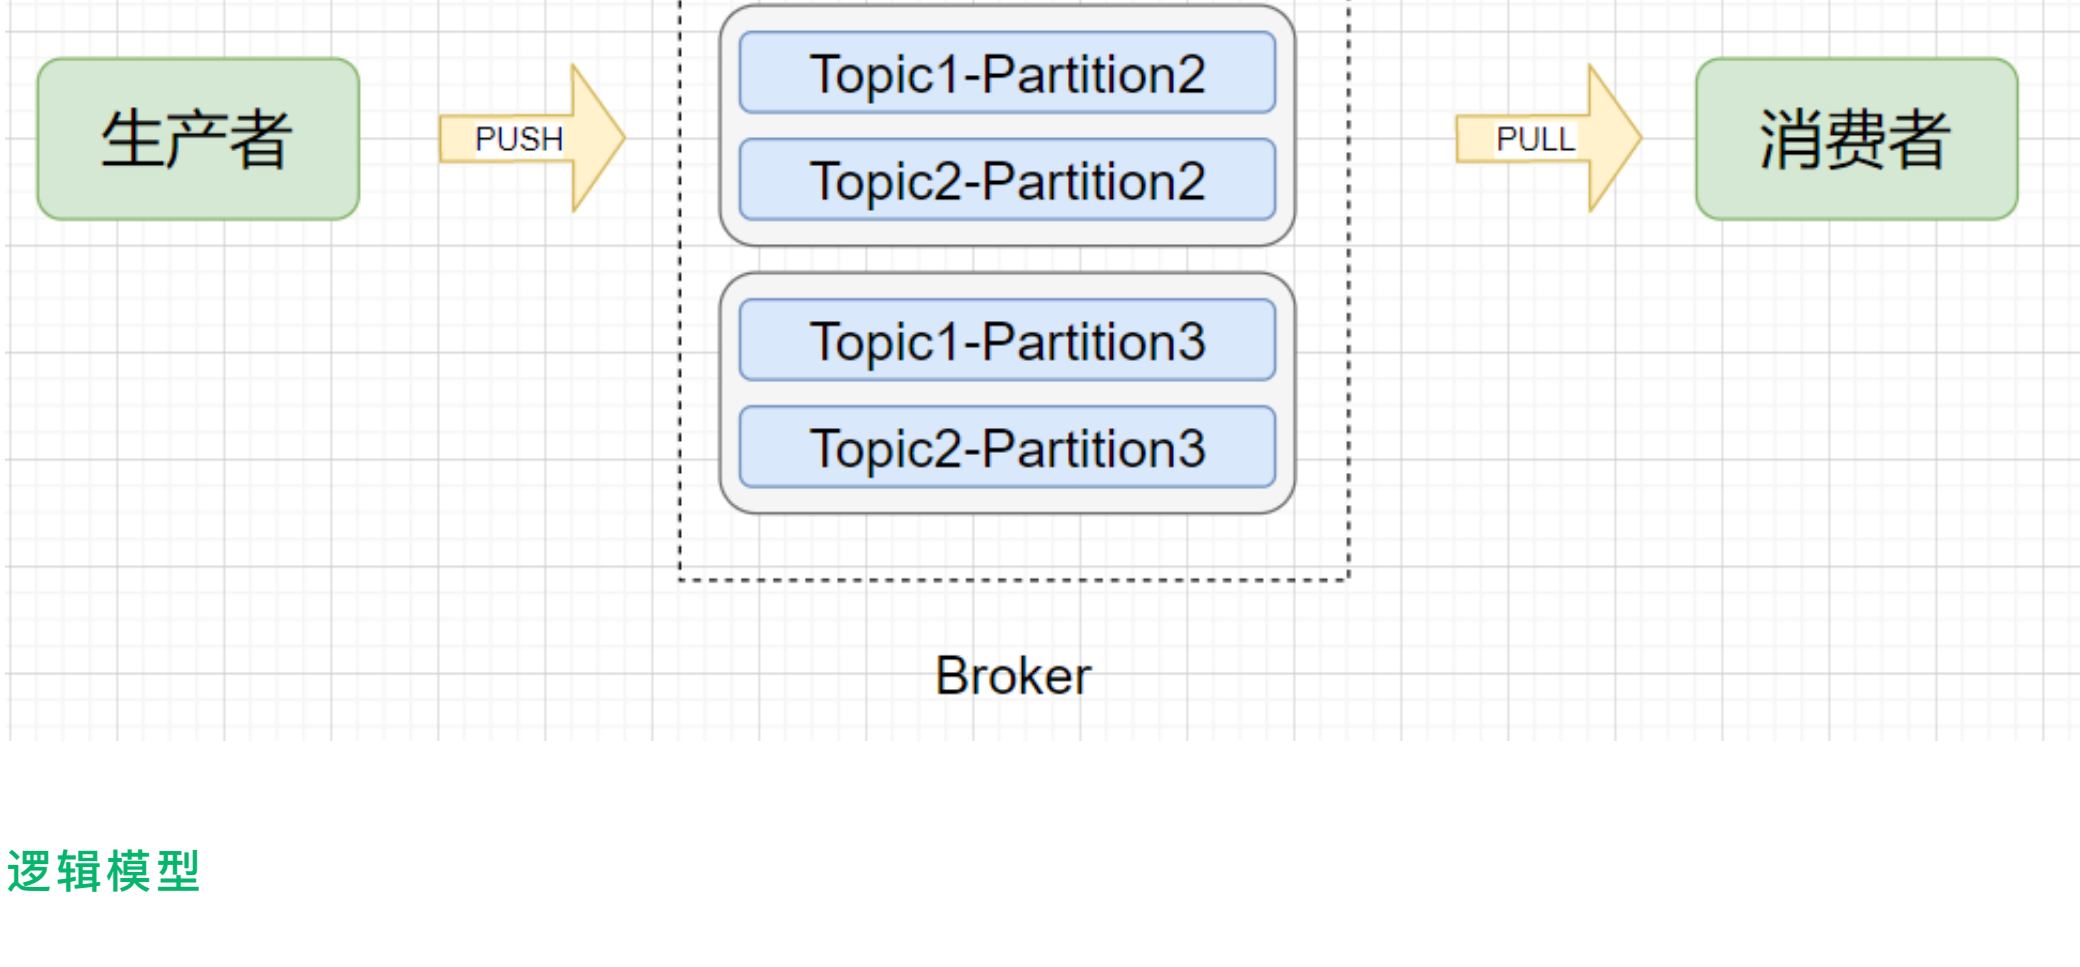 Topic1-Partition2
生产者
PUSH
PULL
消费者
Topic2-Partition2
Topic1-Partition3
Topic2-Partition3
Broker
逻辑模型